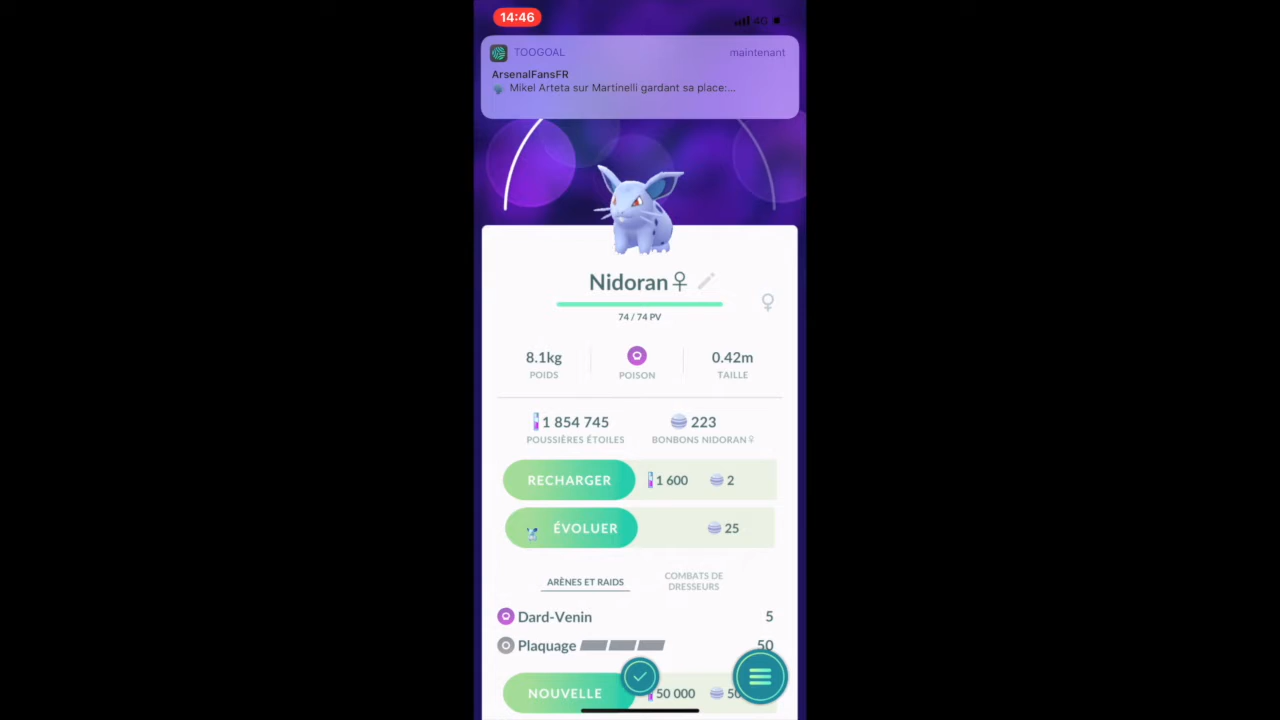 14:46
4G
TOOGOAL
maintenant
ArsenalFansFR
Mikel Arteta sur Martinelli gardant sa place:...
Nidoran♀
♀
74 / 74 PV
8.1kg
0.42m
POIDS
POISON
TAILLE
1 854 745
223
POUSSIÈRES ÉTOILES
BONBONS NIDORAN♀
RECHARGER
1 600
2
ÉVOLUER
25
ARÈNES ET RAIDS
COMBATS DE
DRESSEURS
Dard-Venin
5
Plaquage
50
NOUVELLE
50 000